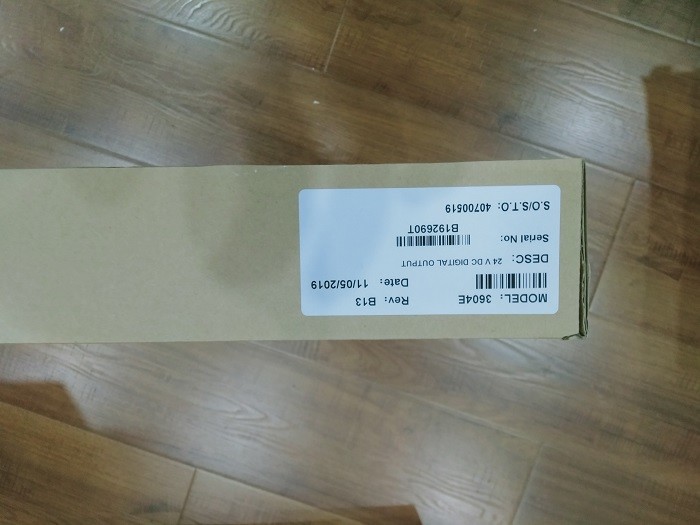 MODEL: 3604E Rev: B13
Date: 11/05/2019
DESC: 24 V DC DIGITAL OUTPUT
Serial No:
B192690T
S.O/S.T.O: 40700519